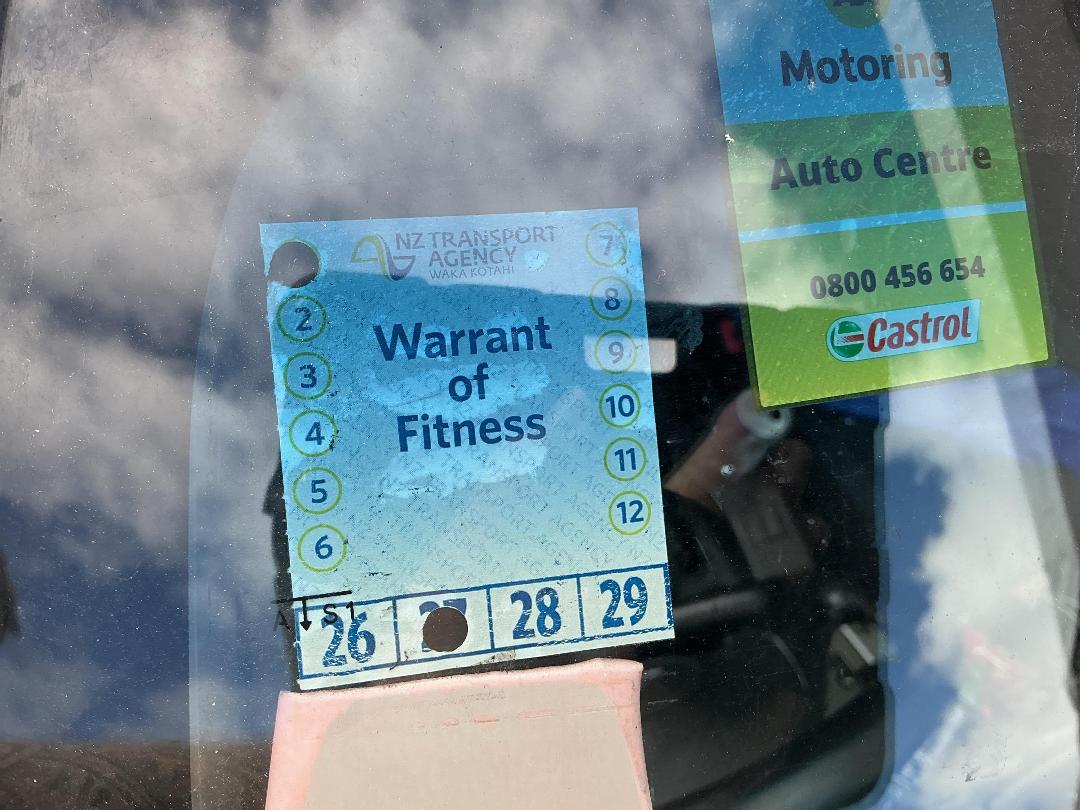 Motoring
Auto Centre
0800 456 654
Castrol
NZ TRANSPORT
AGENCY
WAKA KOTAHI
Warrant
of
Fitness
2
3
4
5
6
7
8
9
10
11
12
26 27 28 29
A S1